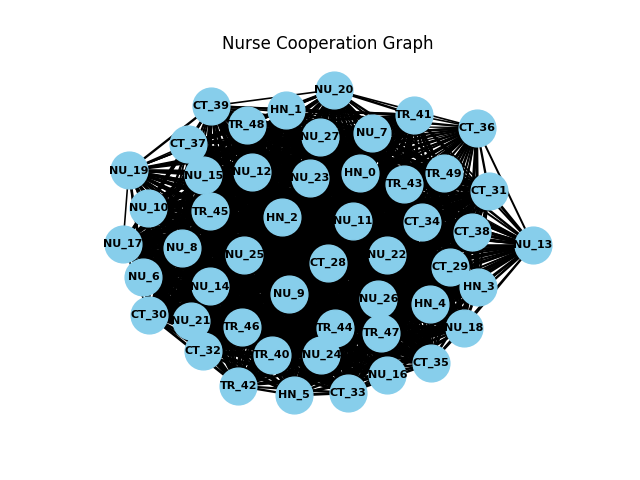 Nurse Cooperation Graph
NU_20
CT_39
HN_1
TR_41
TR_48
CT_36
NU_27
NU_7
CT_37
NU_19
NU_15
NU_12
NU_23
HN_0
TR_43
TR_49
CT_31
NU_10
TR_45
HN_2
NU_11
CT_34
CT_38
NU_17
NU_8
NU_25
CT_28
NU_22
CT_29
NU_13
NU_6
NU_14
NU_9
NU_26
HN_4
HN_3
CT_30
NU_21
TR_46
TR_44
TR_47
NU_18
CT_32
TR_40
NU_24
CT_35
TR_42
HN_5
CT_33
NU_16